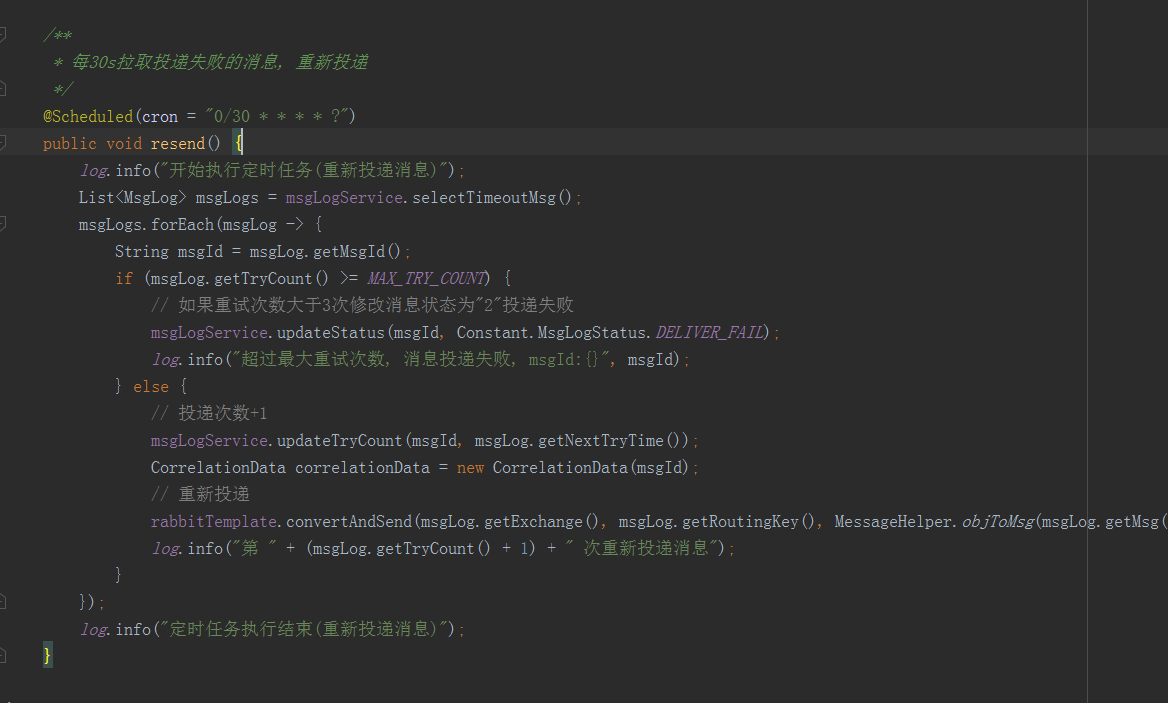 /**
 * 每30s拉取投递失败的消息, 重新投递
 */
@Scheduled(cron = "0/30 * * * * ?")
public void resend() {
    log.info("开始执行定时任务(重新投递消息)");
    List<MsgLog> msgLogs = msgLogService.selectTimeoutMsg();
    msgLogs.forEach(msgLog -> {
        String msgId = msgLog.getMsgId();
        if (msgLog.getTryCount() >= MAX_TRY_COUNT) {
            // 如果重试次数大于3次修改消息状态为"2"投递失败
            msgLogService.updateStatus(msgId, Constant.MsgLogStatus.DELIVER_FAIL);
            log.info("超过最大重试次数, 消息投递失败, msgId:{}", msgId);
        } else {
            // 投递次数+1
            msgLogService.updateTryCount(msgId, msgLog.getNextTryTime());
            CorrelationData correlationData = new CorrelationData(msgId);
            // 重新投递
            rabbitTemplate.convertAndSend(msgLog.getExchange(), msgLog.getRoutingKey(), MessageHelper.objToMsg(msgLog.getMsg(
            log.info("第 " + (msgLog.getTryCount() + 1) + " 次重新投递消息");
        }
    });
    log.info("定时任务执行结束(重新投递消息)");
}